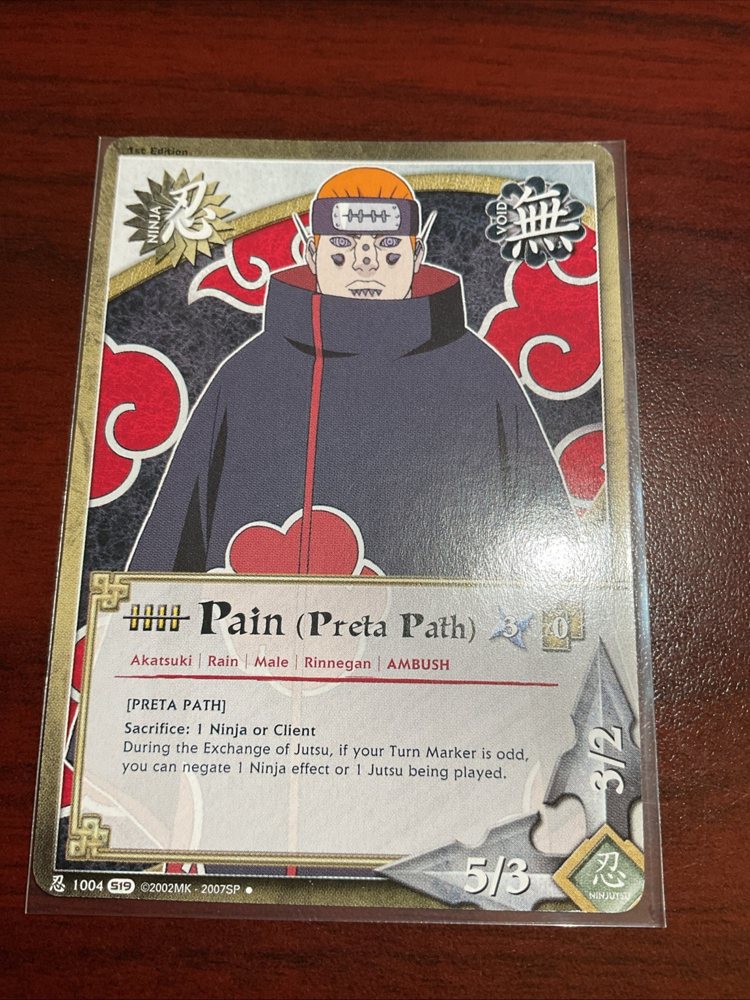 1st Edition
NINJA 忍
VOID 無
Pain (Preta Path) 3 0
Akatsuki | Rain | Male | Rinnegan | AMBUSH
[PRETA PATH]
Sacrifice: 1 Ninja or Client
During the Exchange of Jutsu, if your Turn Marker is odd,
you can negate 1 Ninja effect or 1 Jutsu being played.
3/2
5/3
忍
NINJUTSU
忍 1004 S19 ©2002MK - 2007SP